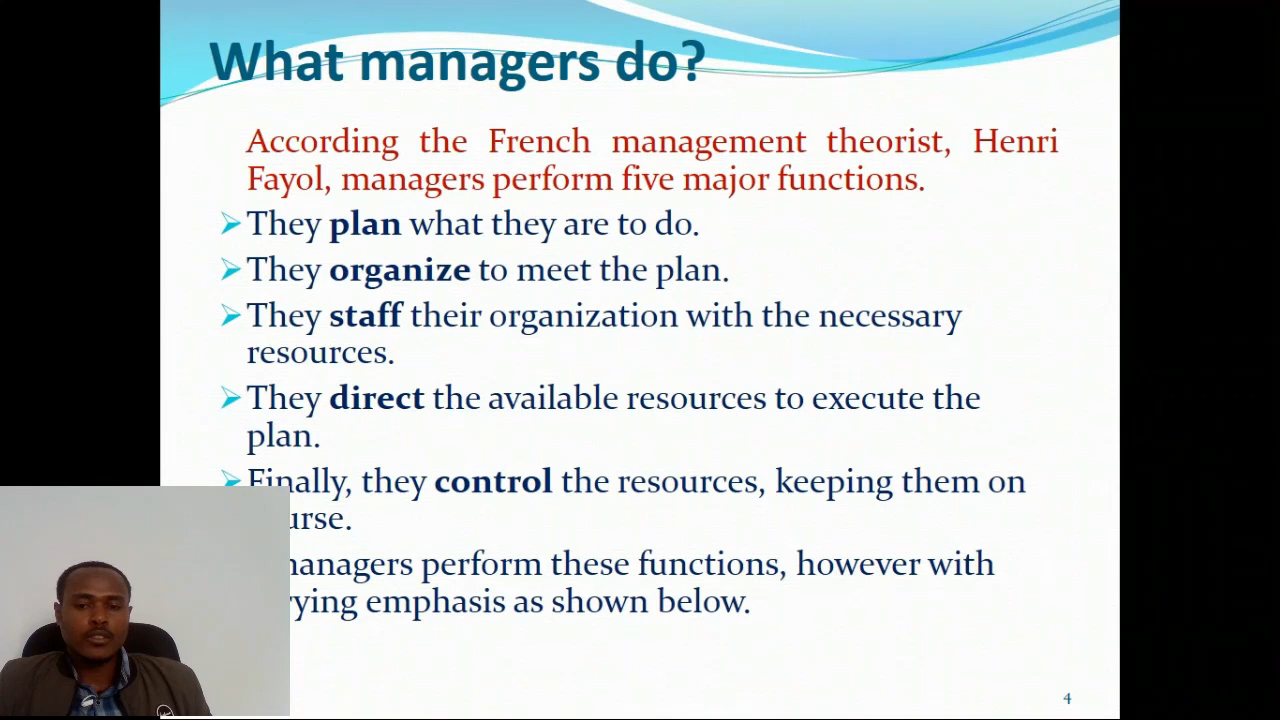 What managers do?
According the French management theorist, Henri
Fayol, managers perform five major functions.
They plan what they are to do.
They organize to meet the plan.
They staff their organization with the necessary
resources.
They direct the available resources to execute the
plan.
Finally, they control the resources, keeping them on
urse.
managers perform these functions, however with
rying emphasis as shown below.
4